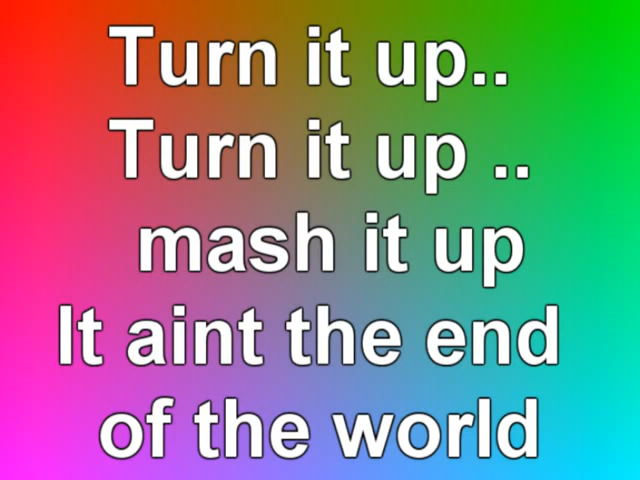 Turn it up..
Turn it up ..
mash it up
It aint the end
of the world